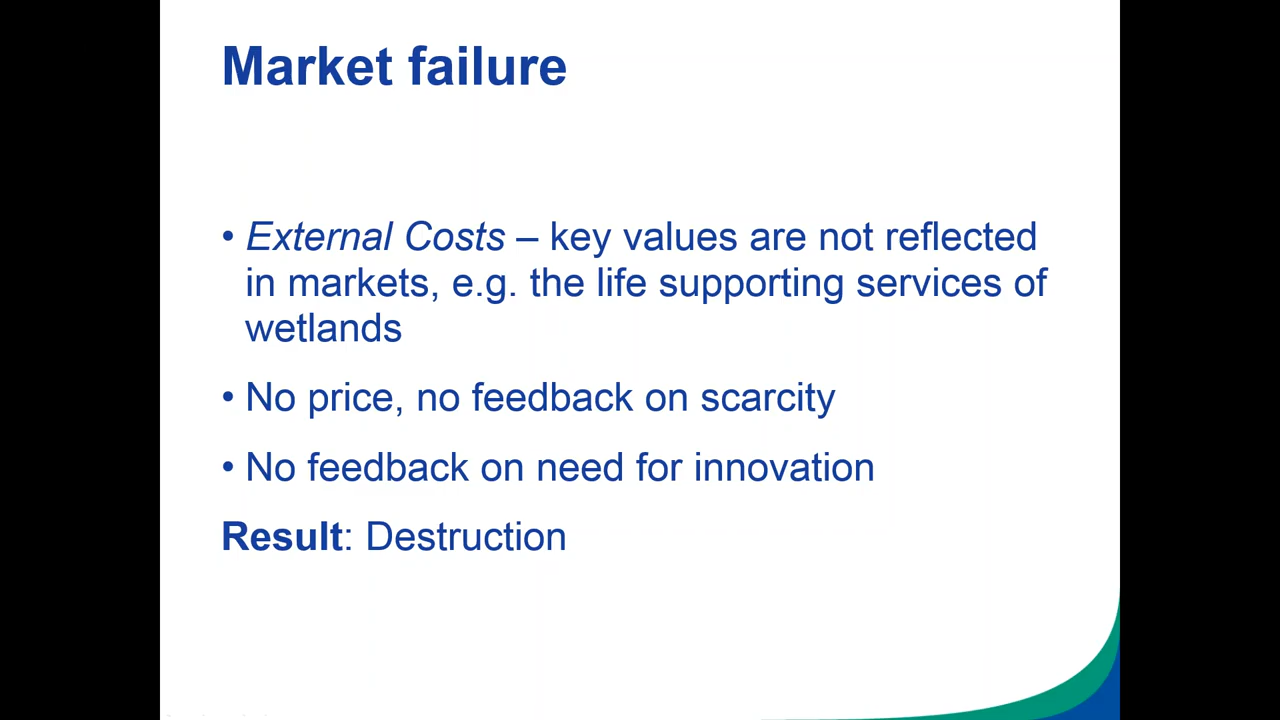 Market failure
• External Costs – key values are not reflected
in markets, e.g. the life supporting services of
wetlands
• No price, no feedback on scarcity
• No feedback on need for innovation
Result: Destruction